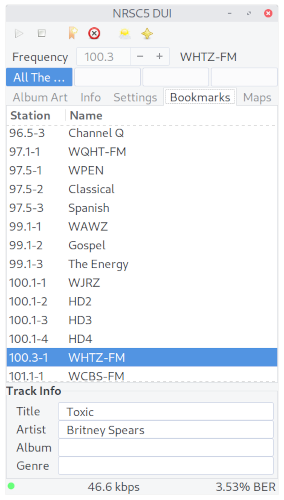 NRSC5 DUI
Frequency 100.3 − + WHTZ-FM
All The ...
Album Art Info Settings Bookmarks Maps
Station Name
96.5-3 Channel Q
97.1-1 WQHT-FM
97.5-1 WPEN
97.5-2 Classical
97.5-3 Spanish
99.1-1 WAWZ
99.1-2 Gospel
99.1-3 The Energy
100.1-1 WJRZ
100.1-2 HD2
100.1-3 HD3
100.1-4 HD4
100.3-1 WHTZ-FM
101.1-1 WCBS-FM
Track Info
Title Toxic
Artist Britney Spears
Album
Genre
46.6 kbps 3.53% BER